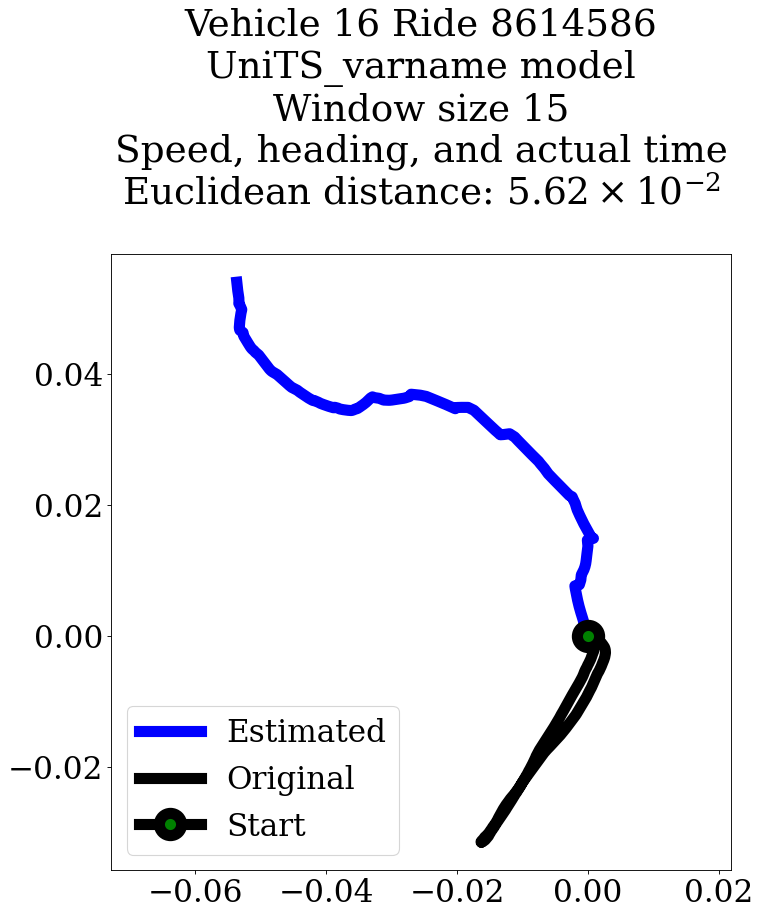 Vehicle 16 Ride 8614586
UniTS_varname model
Window size 15
Speed, heading, and actual time
Euclidean distance: 5.62 × 10⁻²
0.04
0.02
0.00
−0.02
Estimated
Original
Start
−0.06 −0.04 −0.02 0.00 0.02